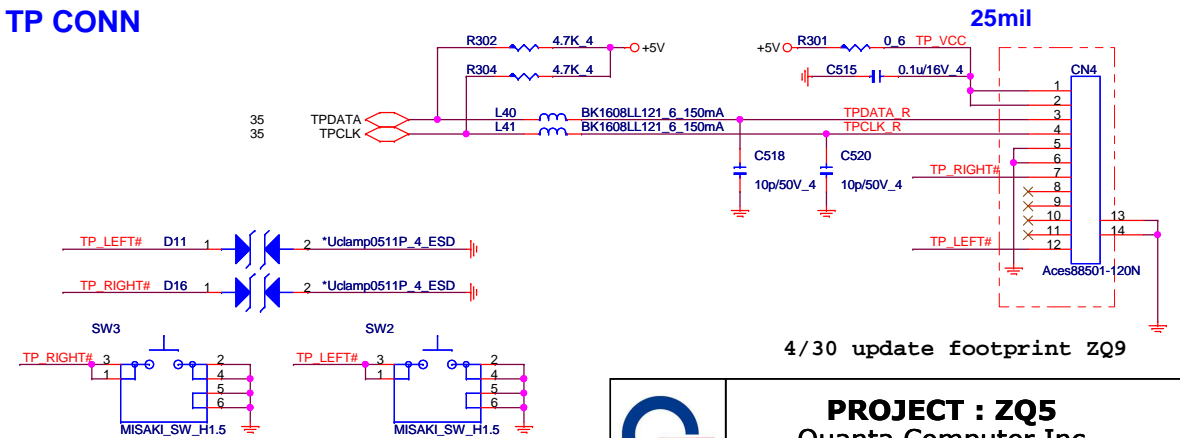 TP CONN
25mil
R302 4.7K_4 +5V
+5V R301 0_6 TP_VCC
R304 4.7K_4
C515 0.1u/16V_4
CN4
35 TPDATA L40 BK1608LL121_6_150mA TPDATA_R
35 TPCLK L41 BK1608LL121_6_150mA TPCLK_R
1
2
3
4
5
6
7
8
9
10
11
12
13
14
C518
10p/50V_4
C520
10p/50V_4
TP_RIGHT#
TP_LEFT#
Aces88501-120N
TP_LEFT# D11 1 2 *Uclamp0511P_4_ESD
TP_RIGHT# D16 1 2 *Uclamp0511P_4_ESD
SW3
TP_RIGHT# 3 2
1 4
5
6
MISAKI_SW_H1.5
SW2
TP_LEFT# 3 2
1 4
5
6
MISAKI_SW_H1.5
4/30 update footprint ZQ9
PROJECT : ZQ5
Quanta Computer Inc